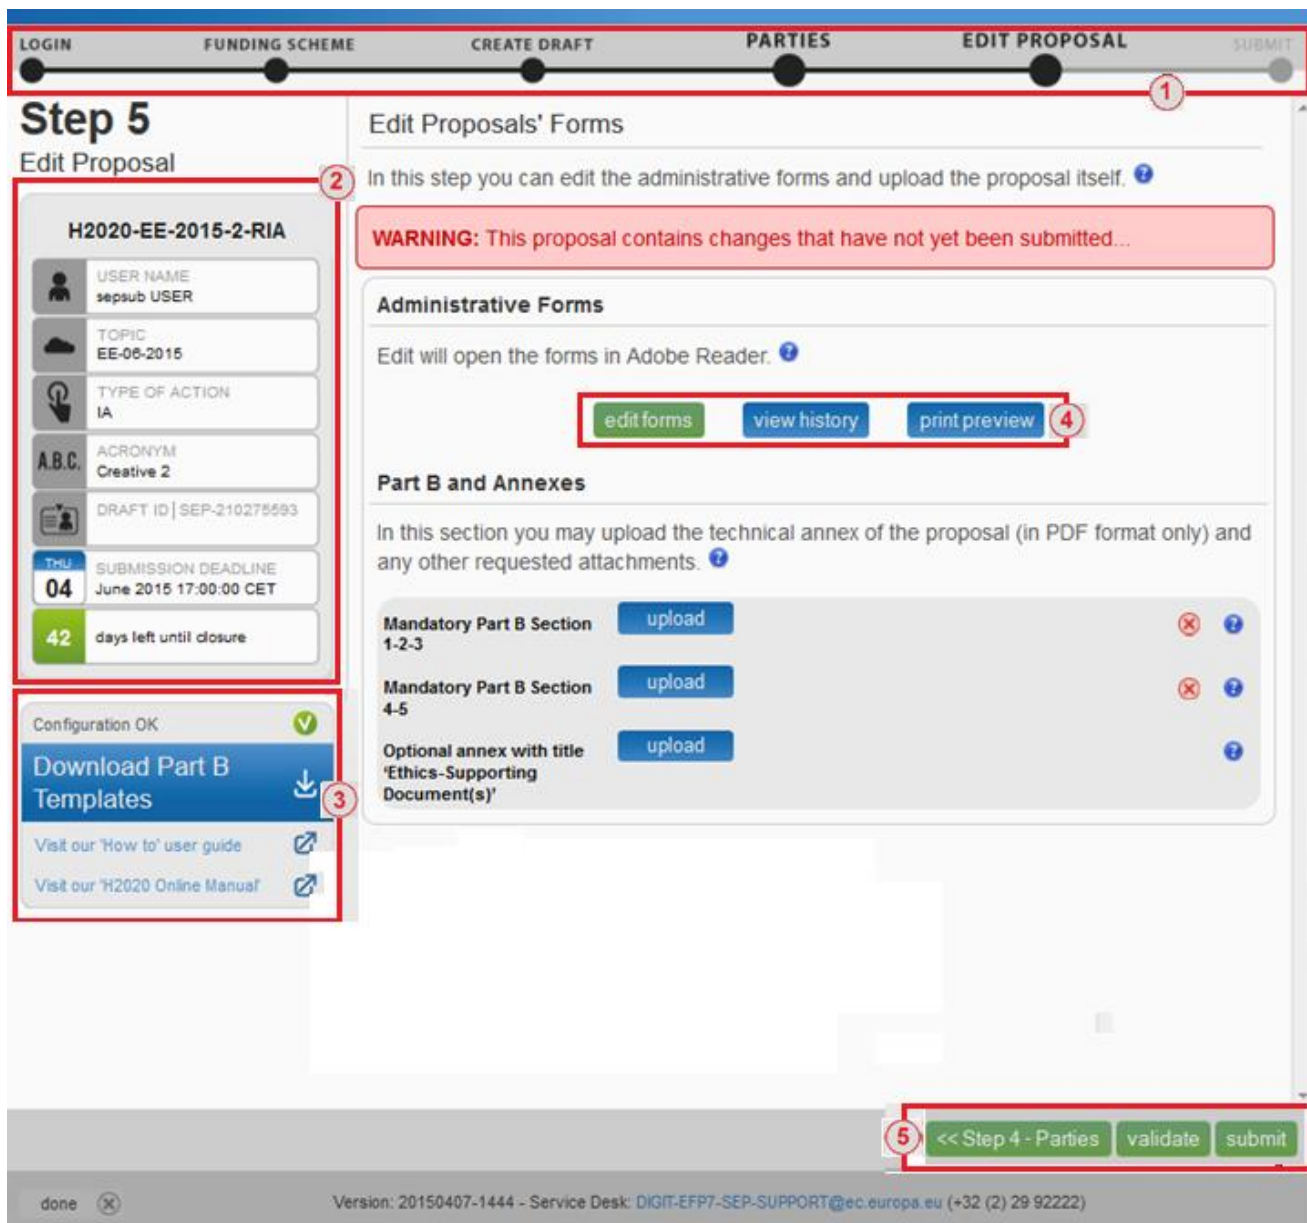 LOGIN FUNDING SCHEME CREATE DRAFT PARTIES EDIT PROPOSAL SUBMIT
1
Step 5
Edit Proposal
2
H2020-EE-2015-2-RIA
USER NAME
sepsub USER
TOPIC
EE-06-2015
TYPE OF ACTION
IA
A.B.C.
ACRONYM
Creative 2
DRAFT ID | SEP-210275593
THU
04
SUBMISSION DEADLINE
June 2015 17:00:00 CET
42 days left until closure
Configuration OK
Download Part B
Templates
3
Visit our 'How to' user guide
Visit our 'H2020 Online Manual'
Edit Proposals' Forms
In this step you can edit the administrative forms and upload the proposal itself. ?
WARNING: This proposal contains changes that have not yet been submitted...
Administrative Forms
Edit will open the forms in Adobe Reader. ?
edit forms view history print preview 4
Part B and Annexes
In this section you may upload the technical annex of the proposal (in PDF format only) and
any other requested attachments. ?
Mandatory Part B Section
1-2-3
upload ?
Mandatory Part B Section
4-5
upload ?
Optional annex with title
‘Ethics-Supporting
Document(s)’
upload ?
5 << Step 4 - Parties validate submit
done Version: 20150407-1444 - Service Desk: DIGIT-EFP7-SEP-SUPPORT@ec.europa.eu (+32 (2) 29 92222)